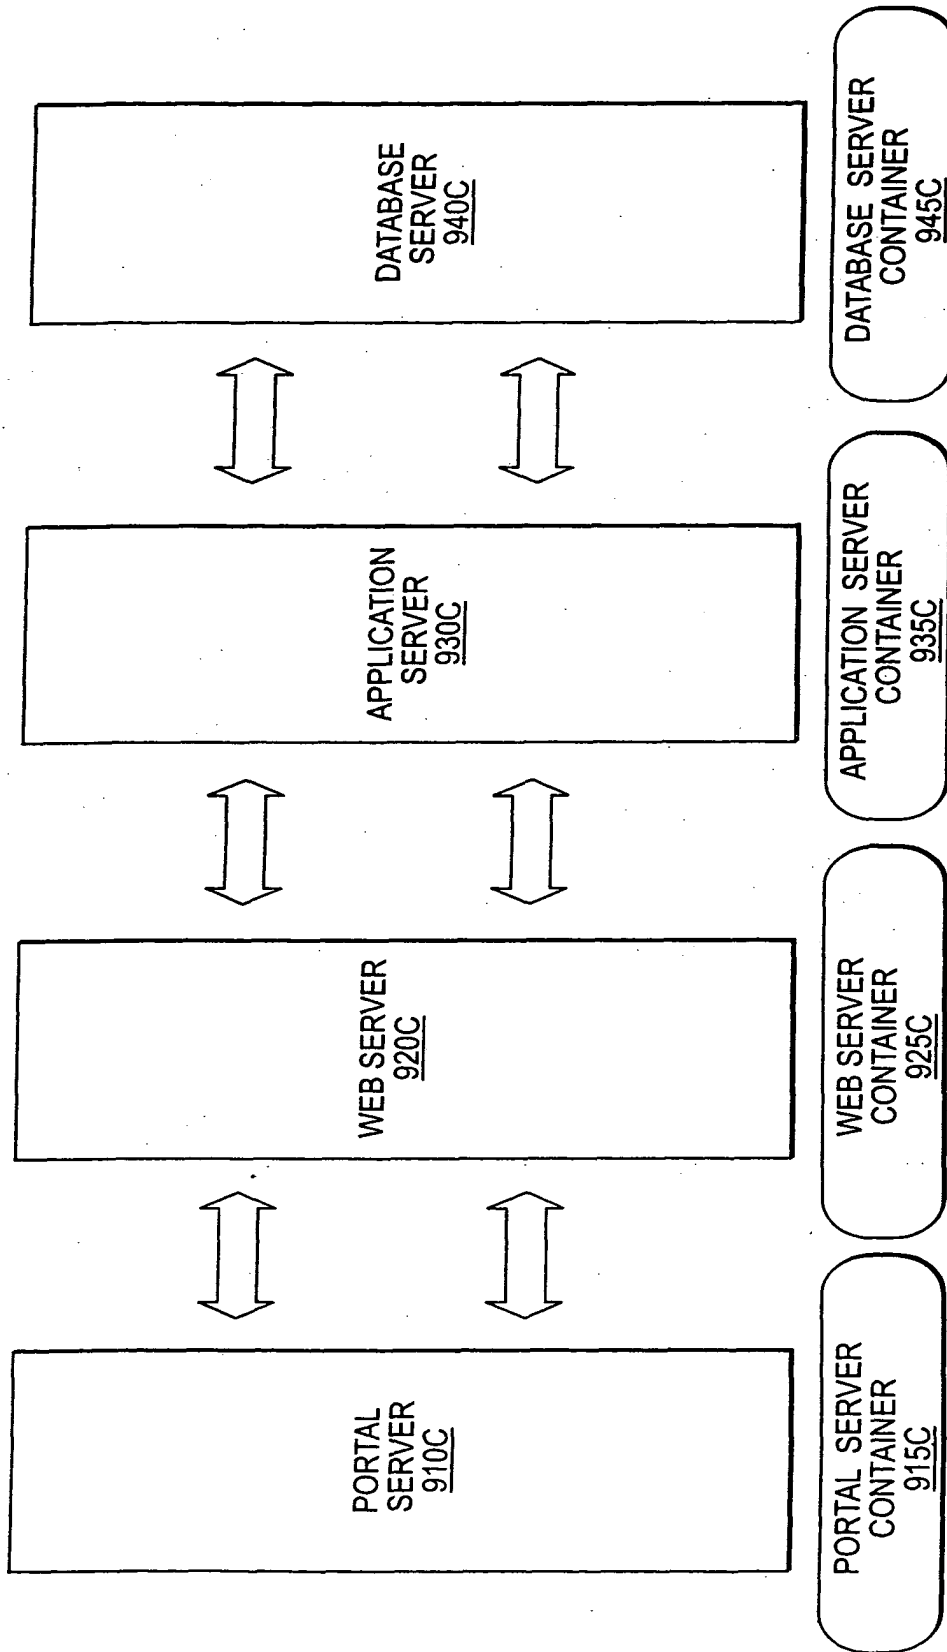 PORTAL
SERVER
910C
WEB SERVER
920C
APPLICATION
SERVER
930C
DATABASE
SERVER
940C
PORTAL SERVER
CONTAINER
915C
WEB SERVER
CONTAINER
925C
APPLICATION SERVER
CONTAINER
935C
DATABASE SERVER
CONTAINER
945C